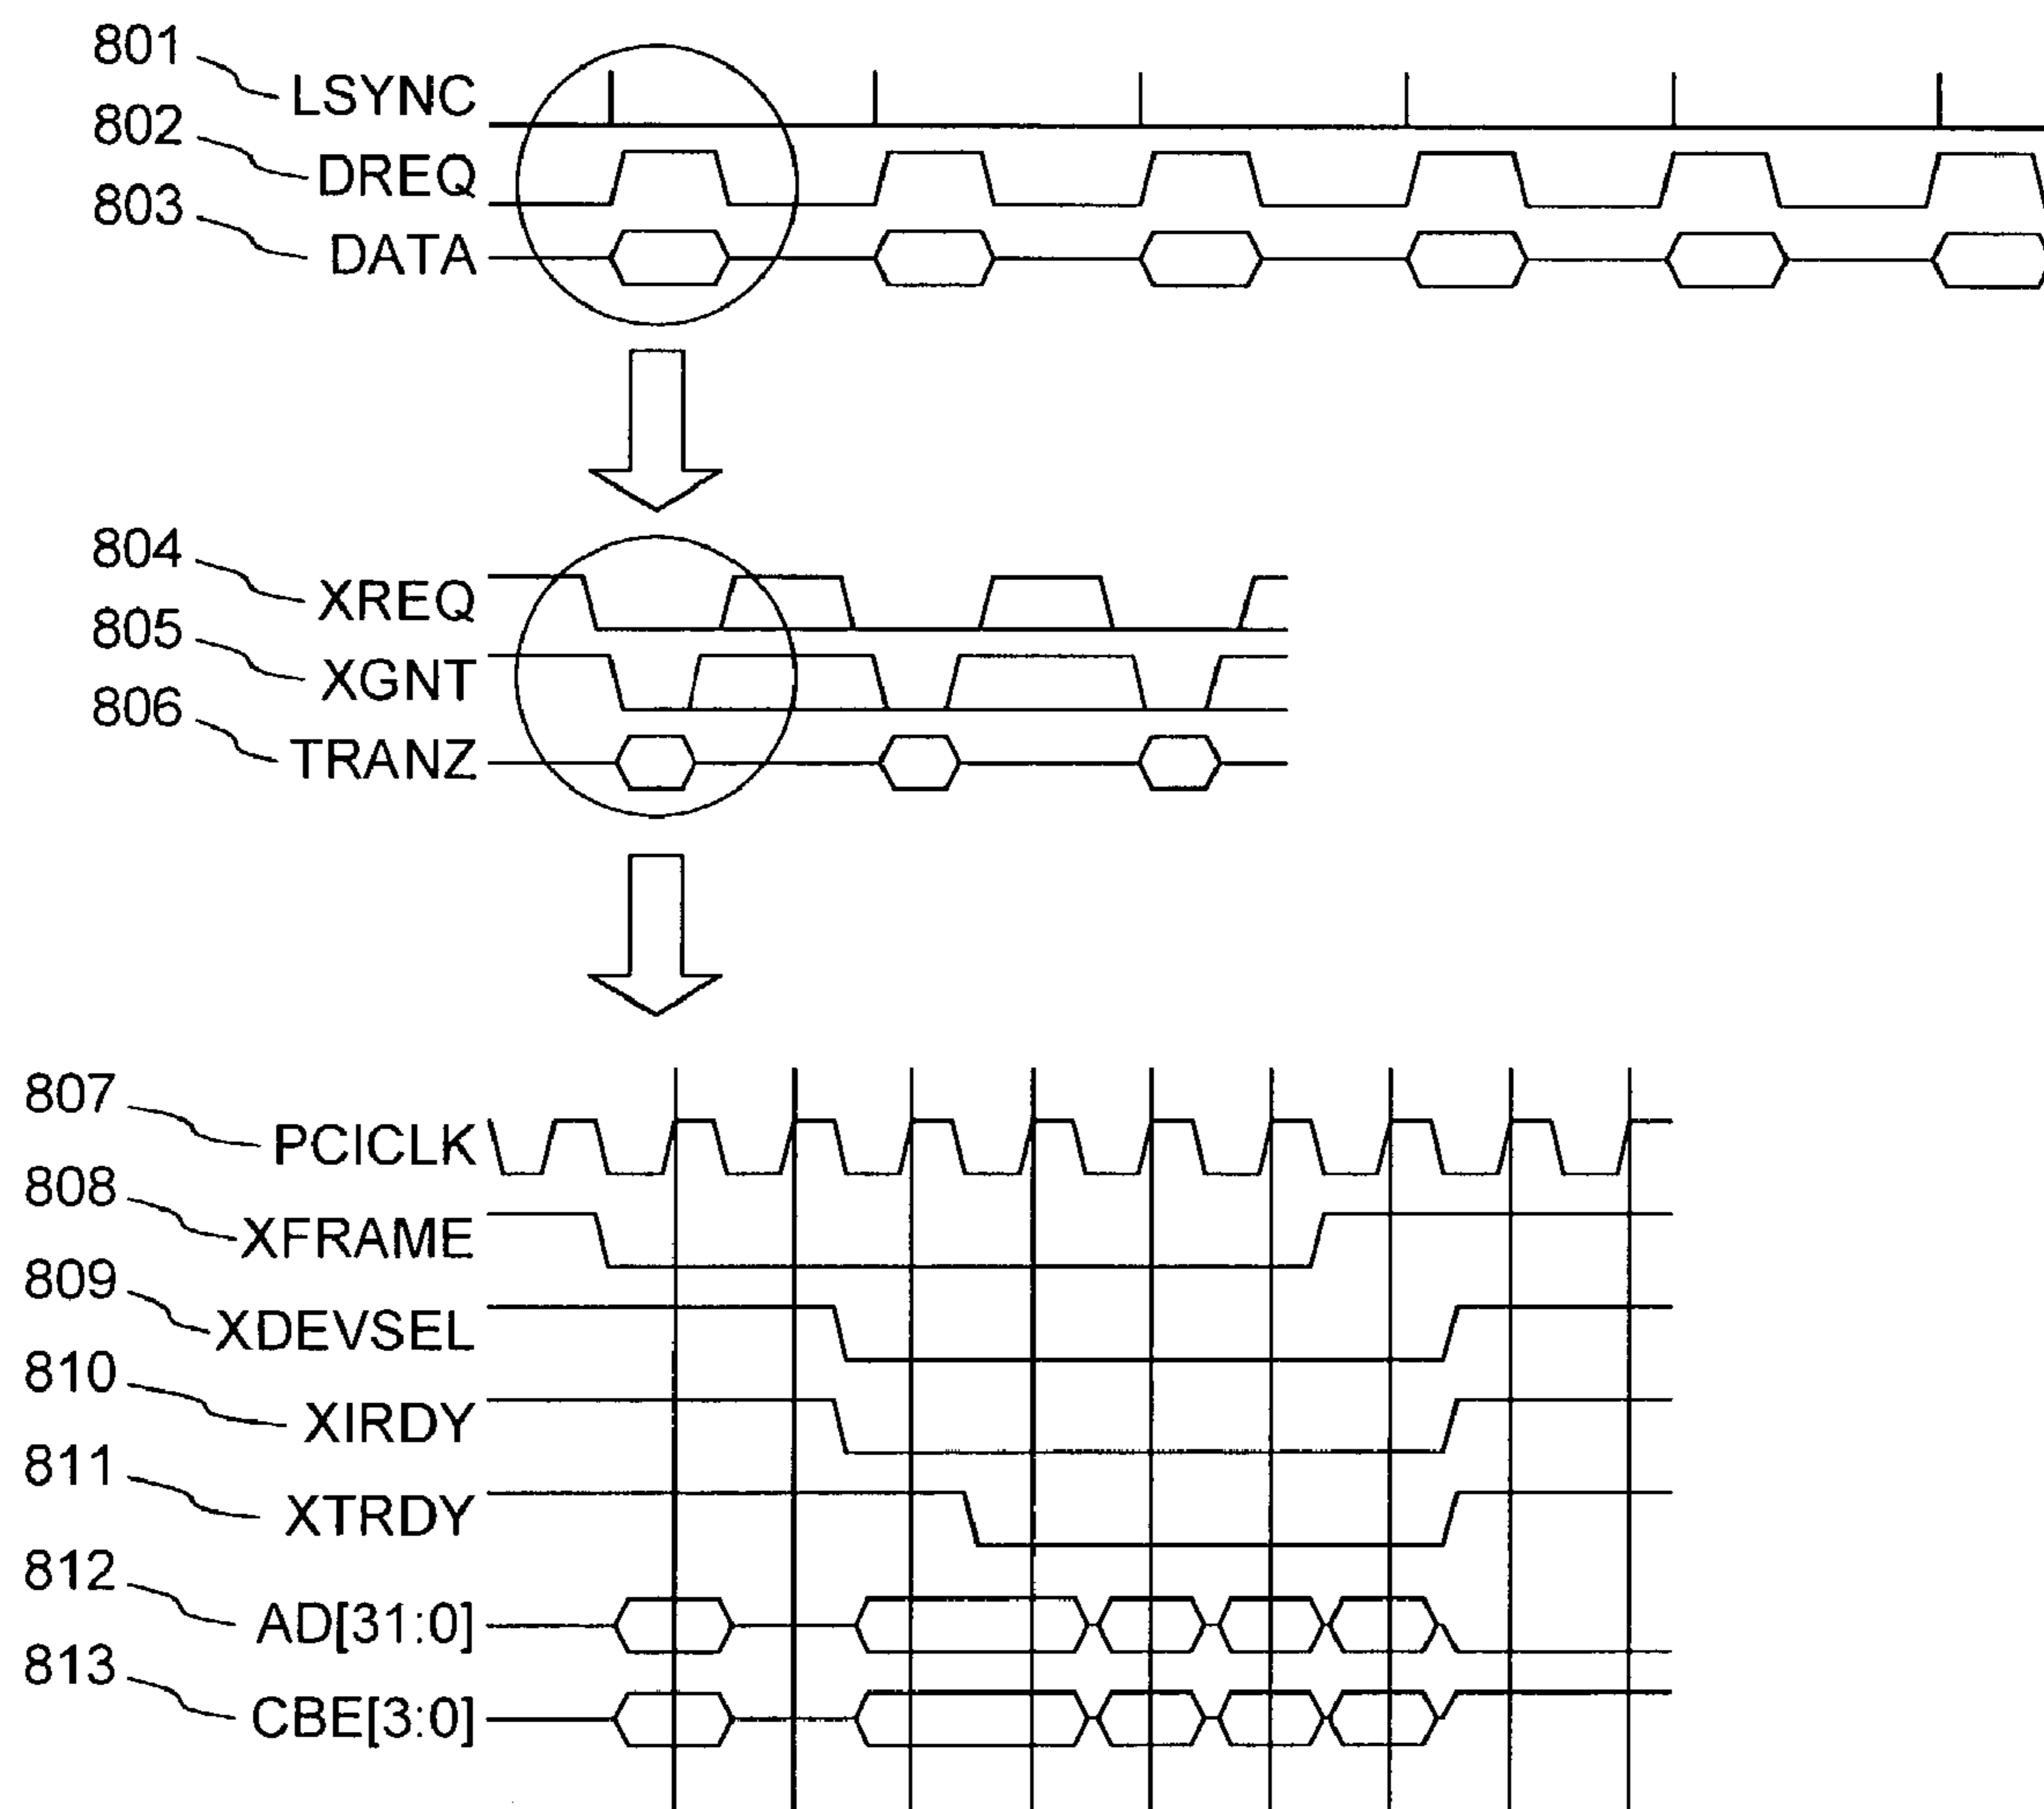 801
LSYNC
802
DREQ
803
DATA
804
XREQ
805
XGNT
806
TRANZ
807
PCICLK
808
XFRAME
809
XDEVSEL
810
XIRDY
811
XTRDY
812
AD[31:0]
813
CBE[3:0]